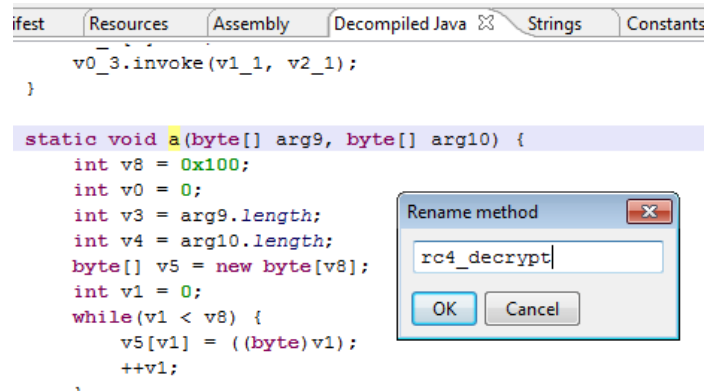 ifest Resources Assembly Decompiled Java Strings Constants
v0_3.invoke(v1_1, v2_1);
}
static void a(byte[] arg9, byte[] arg10) {
int v8 = 0x100;
int v0 = 0;
int v3 = arg9.length;
int v4 = arg10.length;
byte[] v5 = new byte[v8];
int v1 = 0;
while(v1 < v8) {
v5[v1] = ((byte)v1);
++v1;
Rename method
rc4_decrypt
OK Cancel